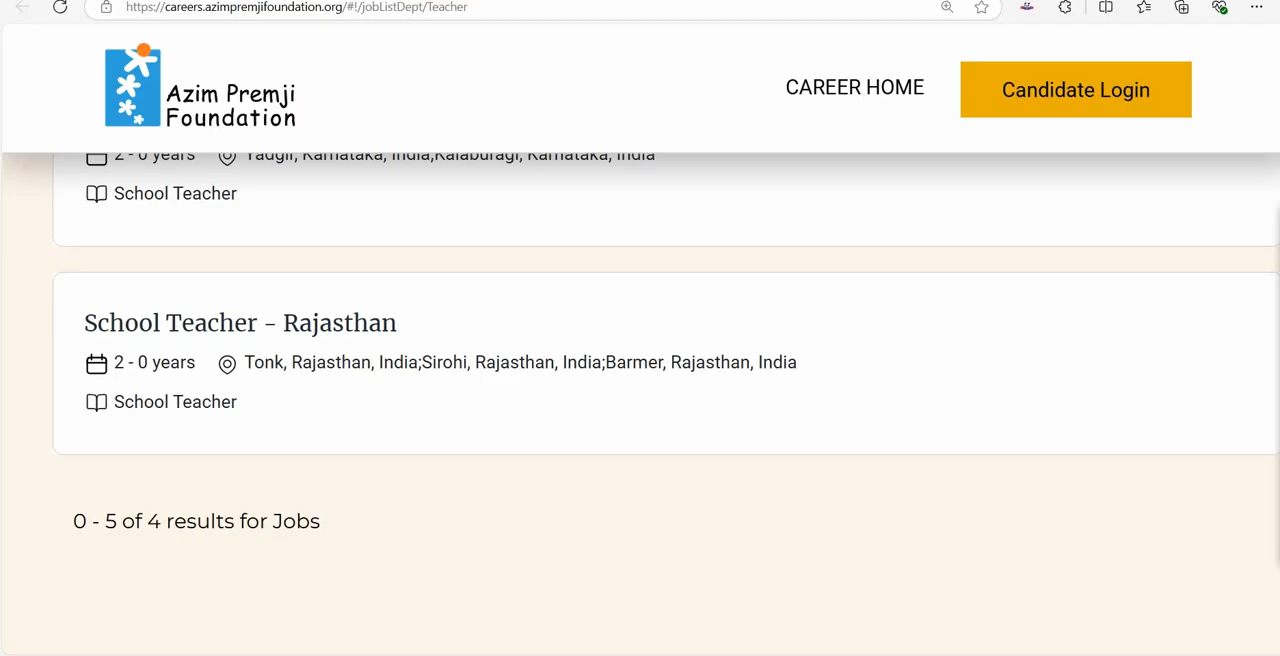 https://careers.azimpremjifoundation.org/#!/jobListDept/Teacher
Azim Premji
Foundation
CAREER HOME
Candidate Login
2 - 0 years Yadgir, Karnataka, India;Kalaburagi, Karnataka, India
School Teacher
School Teacher – Rajasthan
2 - 0 years Tonk, Rajasthan, India;Sirohi, Rajasthan, India;Barmer, Rajasthan, India
School Teacher
0 - 5 of 4 results for Jobs